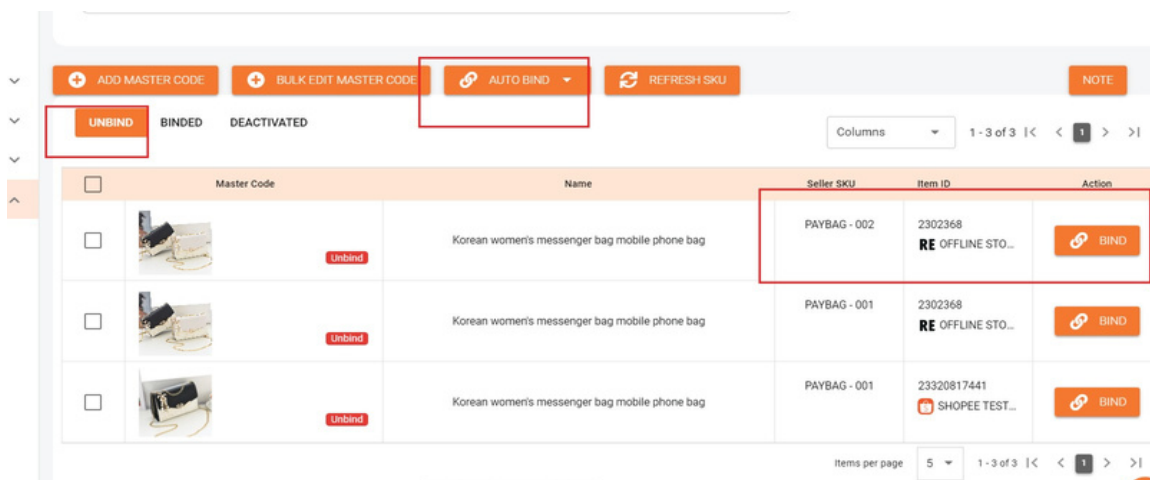 ADD MASTER CODE BULK EDIT MASTER CODE AUTO BIND REFRESH SKU NOTE
UNBIND BINDED DEACTIVATED
Columns 1 - 3 of 3 |< < 1 > >|
Master Code Name Seller SKU Item ID Action
Korean women's messenger bag mobile phone bag PAYBAG - 002 2302368 BIND
Unbind RE OFFLINE STO...
Korean women's messenger bag mobile phone bag PAYBAG - 001 2302368 BIND
Unbind RE OFFLINE STO...
Korean women's messenger bag mobile phone bag PAYBAG - 001 23320817441 BIND
Unbind SHOPEE TEST...
Items per page 5 1 - 3 of 3 |< < 1 > >|